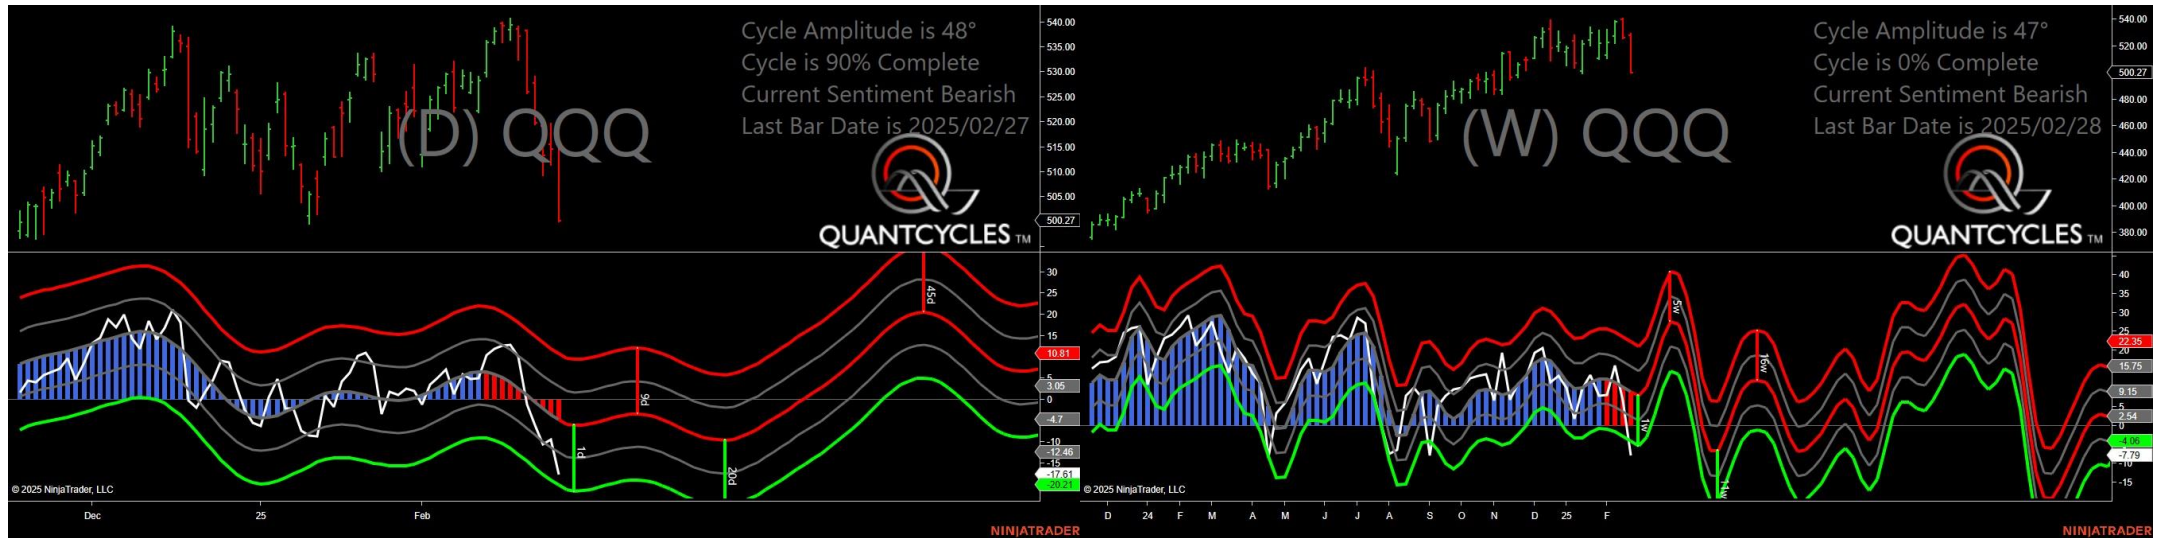 Cycle Amplitude is 48°
Cycle is 90% Complete
Current Sentiment Bearish
Last Bar Date is 2025/02/27
(D) QQQ
QUANTCYCLES TM
540.00
535.00
530.00
525.00
520.00
515.00
510.00
505.00
500.27
30
25
20
15
10.81
5
3.05
0
-4.7
-10
-12.46
-15
-17.61
-20.21
1d
9d
20d
45d
© 2025 NinjaTrader, LLC
Dec 25 Feb
NINJATRADER
Cycle Amplitude is 47°
Cycle is 0% Complete
Current Sentiment Bearish
Last Bar Date is 2025/02/28
(W) QQQ
QUANTCYCLES TM
540.00
520.00
500.27
480.00
460.00
440.00
420.00
400.00
380.00
40
35
30
25
22.35
20
15.75
9.15
5
2.54
0
-4.06
-7.79
-10
-15
1w
5w
11w
16w
© 2025 NinjaTrader, LLC
D 24 F M A M J J A S O N D 25 F
NINJATRADER